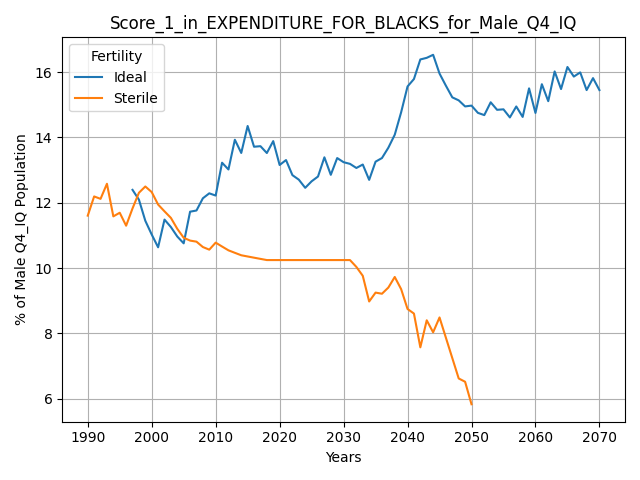 Score_1_in_EXPENDITURE_FOR_BLACKS_for_Male_Q4_IQ
Fertility
Ideal
Sterile
% of Male Q4_IQ Population
16
14
12
10
8
6
1990 2000 2010 2020 2030 2040 2050 2060 2070
Years